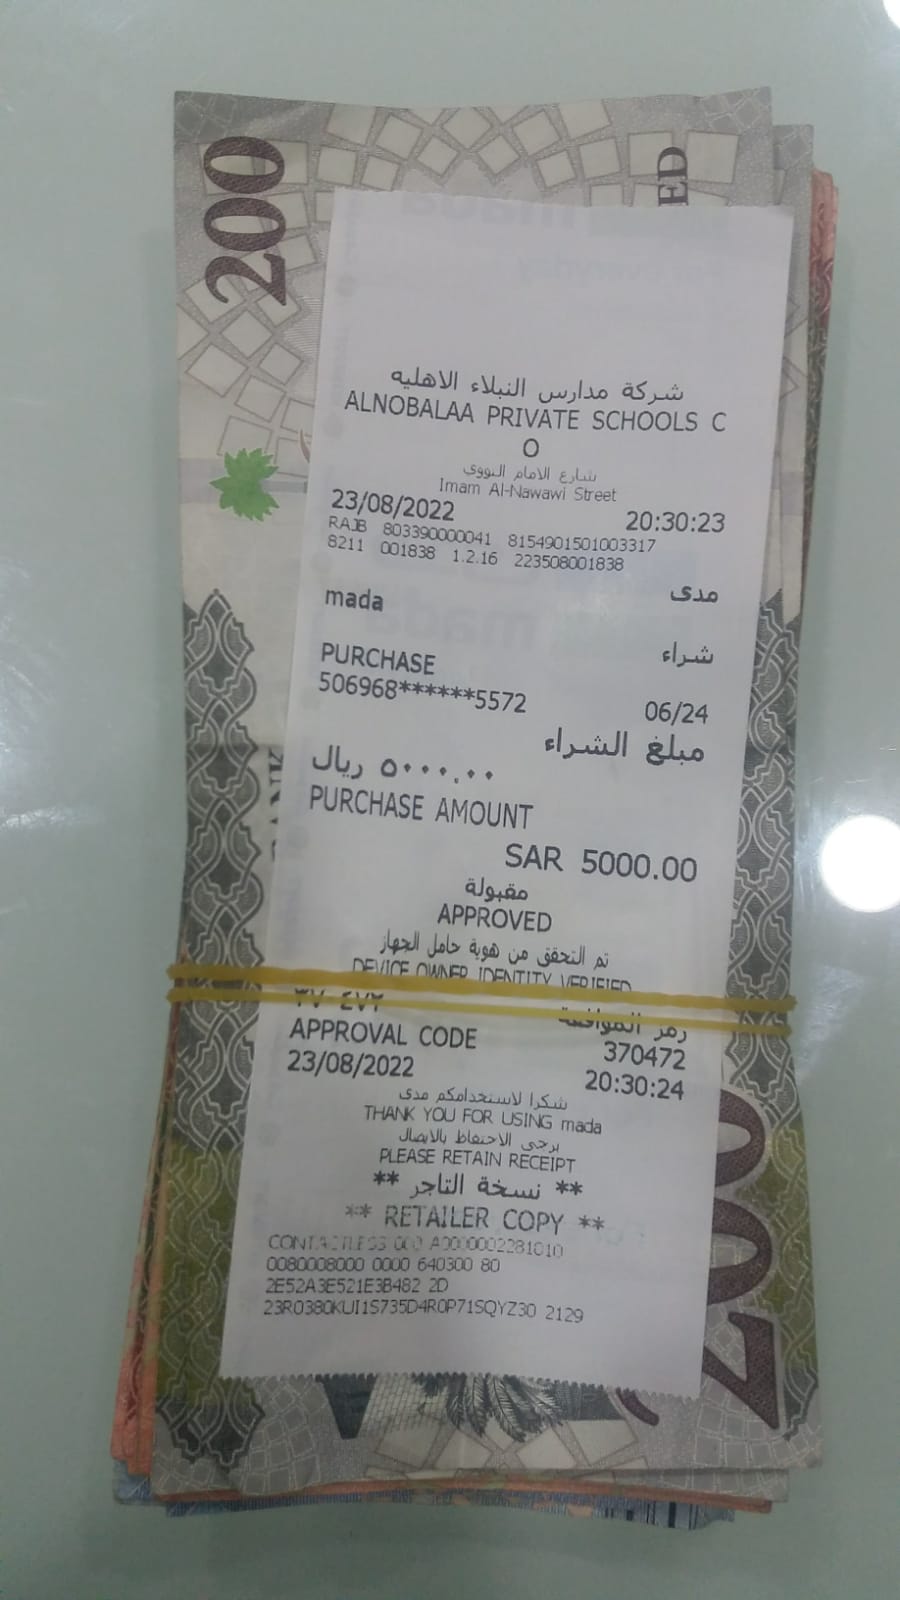 200
ED
شركة مدارس النبلاء الاهليه
ALNOBALAA PRIVATE SCHOOLS C
O
شارع الامام النووي
Imam Al-Nawawi Street
23/08/2022 20:30:23
RAJB 803390000041 8154901501003317
8211 001838 1.2.16 223508001838
mada مدى
PURCHASE شراء
506968******5572 06/24
مبلغ الشراء
٥٠٠٠.٠٠ ريال
PURCHASE AMOUNT
SAR 5000.00
مقبولة
APPROVED
تم التحقق من هوية حامل الجهاز
DEVICE OWNER IDENTITY VERIFIED
رمز الموافقة
APPROVAL CODE 370472
23/08/2022 20:30:24
شكرا لاستخدامكم مدى
THANK YOU FOR USING mada
يرجى الاحتفاظ بالايصال
PLEASE RETAIN RECEIPT
** نسخة التاجر **
** RETAILER COPY **
CONTACTLESS 000 A0000002281010
0080008000 0000 640300 80
2E52A3E521E3B482 2D
23R0380KUI1S735D4R0P71SQYZ30 2129
200